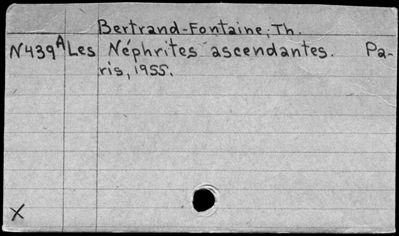 Bertrand-Fontaine, Th.
N439A Les Néphrites ascendantes. Pa-
ris, 1955.
X